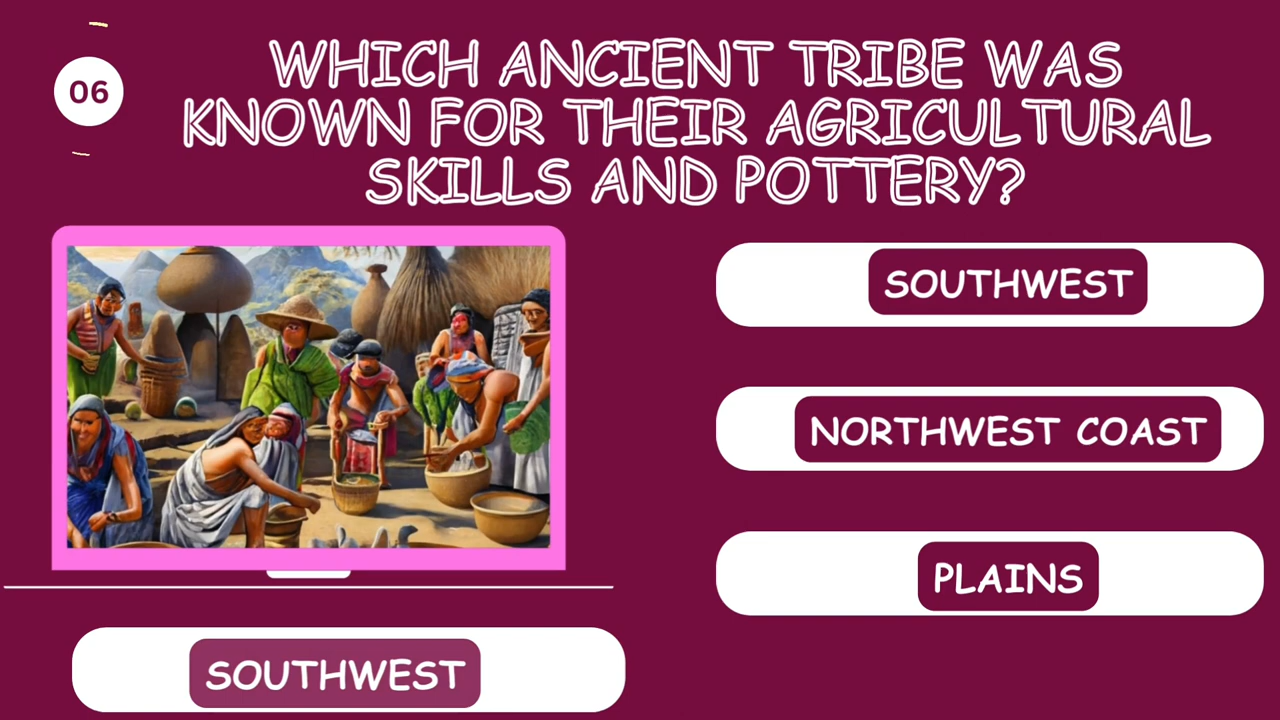 06
WHICH ANCIENT TRIBE WAS
KNOWN FOR THEIR AGRICULTURAL
SKILLS AND POTTERY?
SOUTHWEST
NORTHWEST COAST
PLAINS
SOUTHWEST